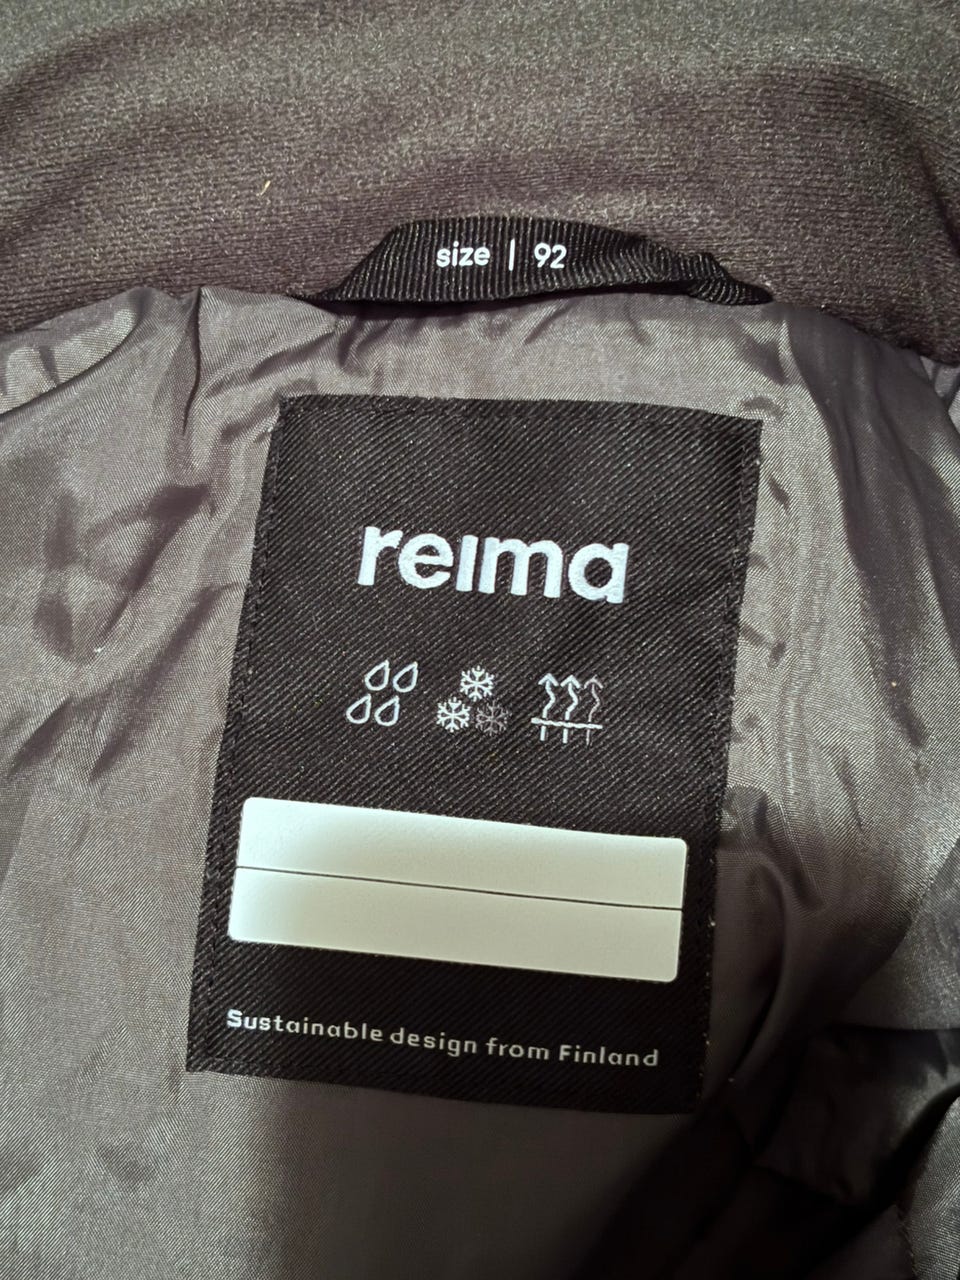 size | 92
reima
Sustainable design from Finland